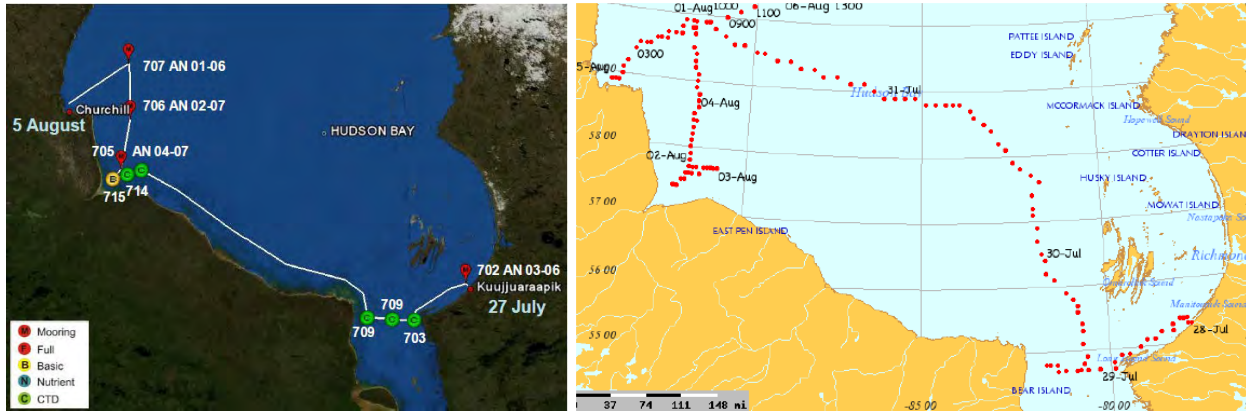 707 AN 01-06
706 AN 02-07
Churchill
5 August
HUDSON BAY
705
AN 04-07
B
C
C
715
714
702 AN 03-06
Kuujjuaraapik
27 July
709
C
C
C
709
703
M Mooring
F Full
B Basic
N Nutrient
C CTD
01-Aug
1000
1100
06-Aug 1300
0900
0300
PATTEE ISLAND
EDDY ISLAND
5-Aug
31-Jul
04-Aug
MCCORMACK ISLAND
58 00
DRAYTON ISLAND
02-Aug
COTTER ISLAND
03-Aug
HUSKY ISLAND
57 00
MOWAT ISLAND
EAST PEN ISLAND
30-Jul
Richmond
56 00
28-Jul
55 00
29-Jul
BEAR ISLAND
37 74 111 148 mi
-85 00
-80 00